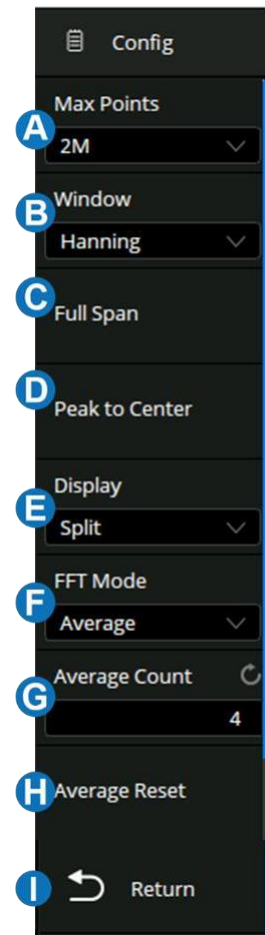 Config
Max Points
A
2M
Window
B
Hanning
C
Full Span
D
Peak to Center
Display
E
Split
FFT Mode
F
Average
Average Count
G
4
H Average Reset
I Return